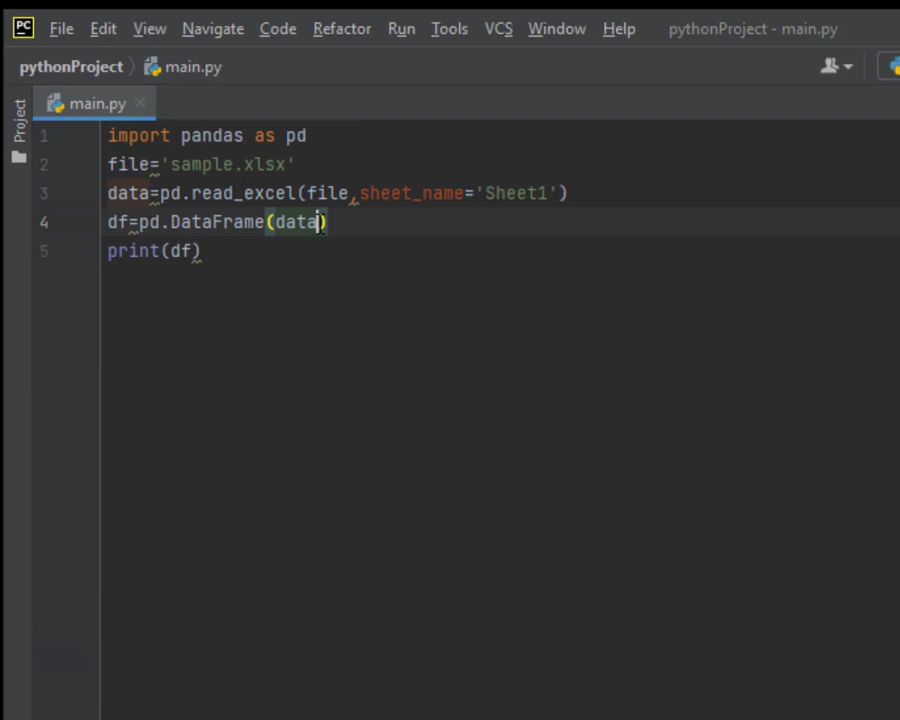 PC File Edit View Navigate Code Refactor Run Tools VCS Window Help pythonProject - main.py
pythonProject main.py
Project
main.py
1 import pandas as pd
2 file='sample.xlsx'
3 data=pd.read_excel(file,sheet_name='Sheet1')
4 df=pd.DataFrame(data)
5 print(df)